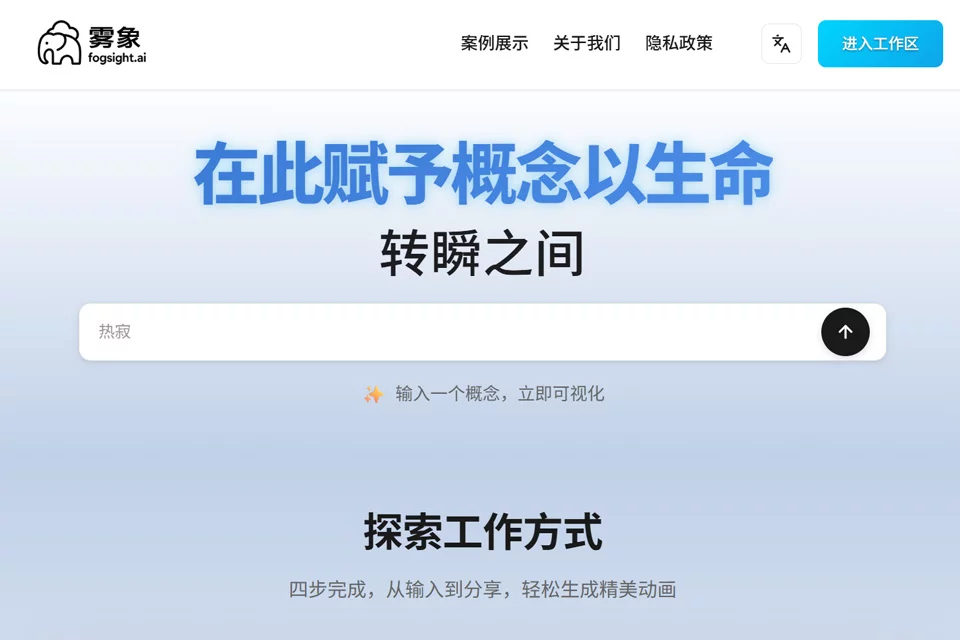 雾象
fogsight.ai
案例展示
关于我们
隐私政策
进入工作区
在此赋予概念以生命
转瞬之间
热寂
输入一个概念，立即可视化
探索工作方式
四步完成，从输入到分享，轻松生成精美动画